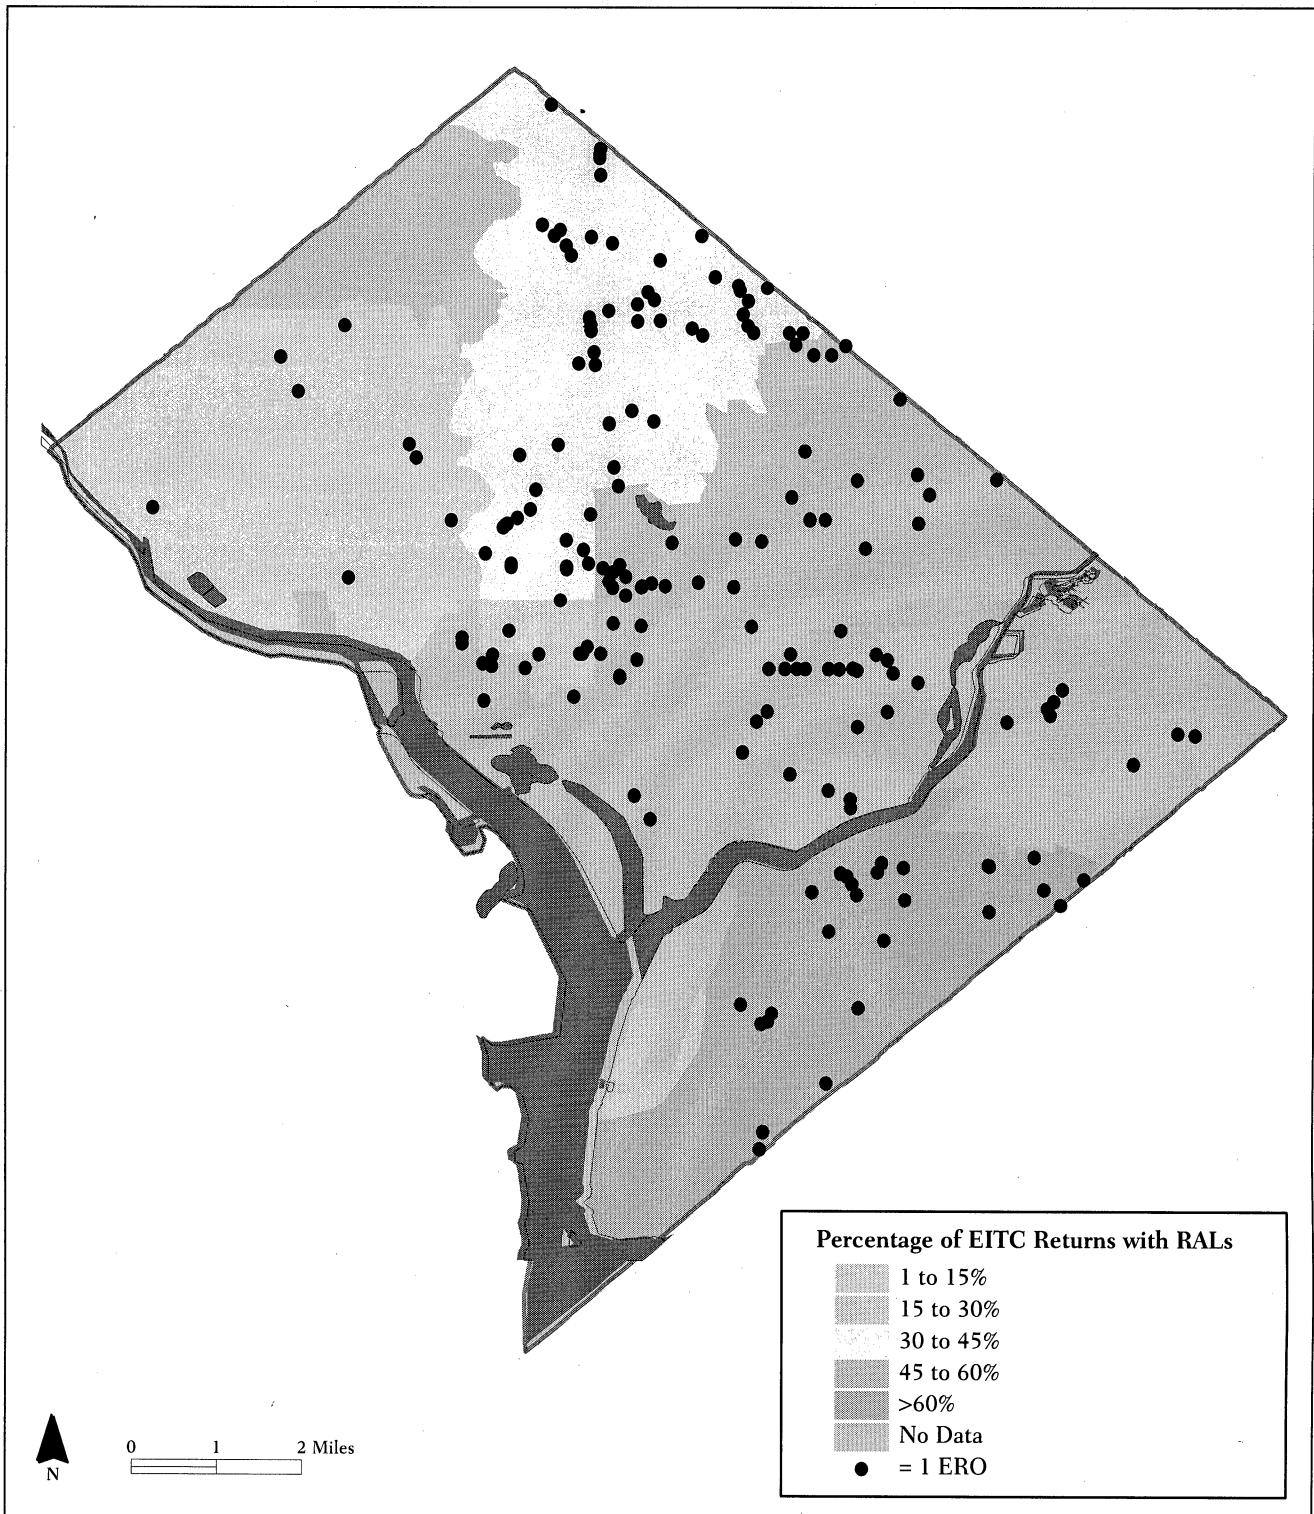 Percentage of EITC Returns with RALs
1 to 15%
15 to 30%
30 to 45%
45 to 60%
>60%
No Data
= 1 ERO
0 1 2 Miles
N